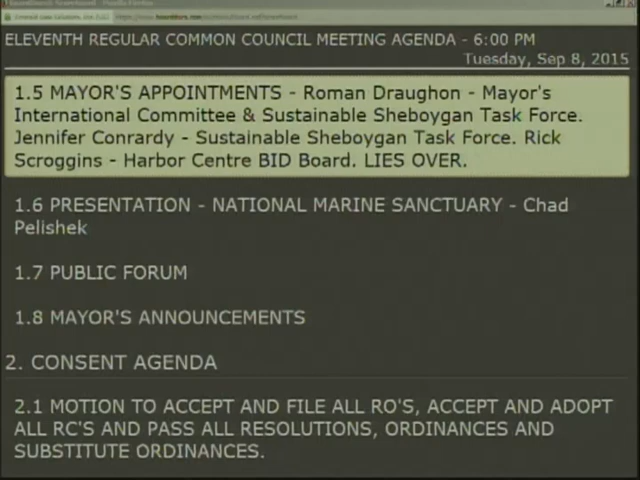 ELEVENTH REGULAR COMMON COUNCIL MEETING AGENDA - 6:00 PM
Tuesday, Sep 8, 2015
1.5 MAYOR'S APPOINTMENTS - Roman Draughon - Mayor's
International Committee & Sustainable Sheboygan Task Force.
Jennifer Conrardy - Sustainable Sheboygan Task Force. Rick
Scroggins - Harbor Centre BID Board. LIES OVER.
1.6 PRESENTATION - NATIONAL MARINE SANCTUARY - Chad
Pelishek
1.7 PUBLIC FORUM
1.8 MAYOR'S ANNOUNCEMENTS
2. CONSENT AGENDA
2.1 MOTION TO ACCEPT AND FILE ALL RO'S, ACCEPT AND ADOPT
ALL RC'S AND PASS ALL RESOLUTIONS, ORDINANCES AND
SUBSTITUTE ORDINANCES.